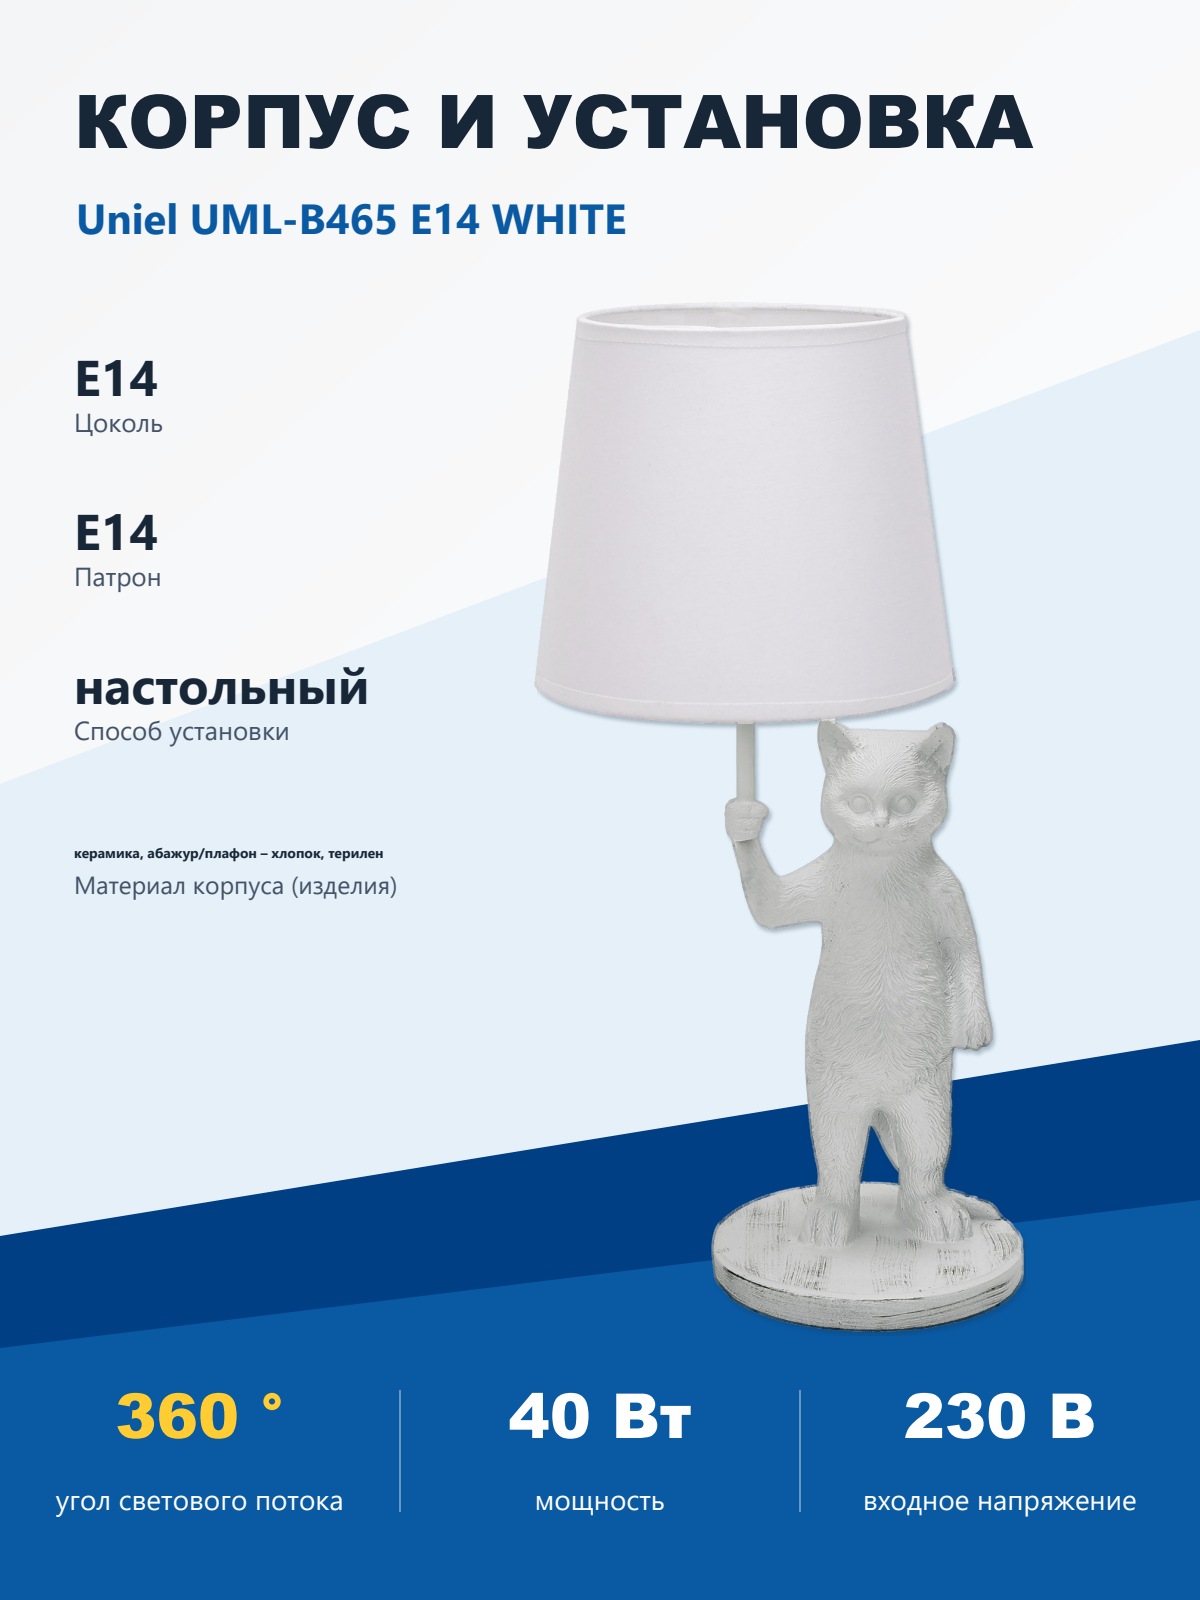 КОРПУС И УСТАНОВКА
Uniel UML-B465 E14 WHITE
E14
Цоколь
E14
Патрон
настольный
Способ установки
керамика, абажур/плафон – хлопок, терилен
Материал корпуса (изделия)
360 °
угол светового потока
40 Вт
мощность
230 В
входное напряжение